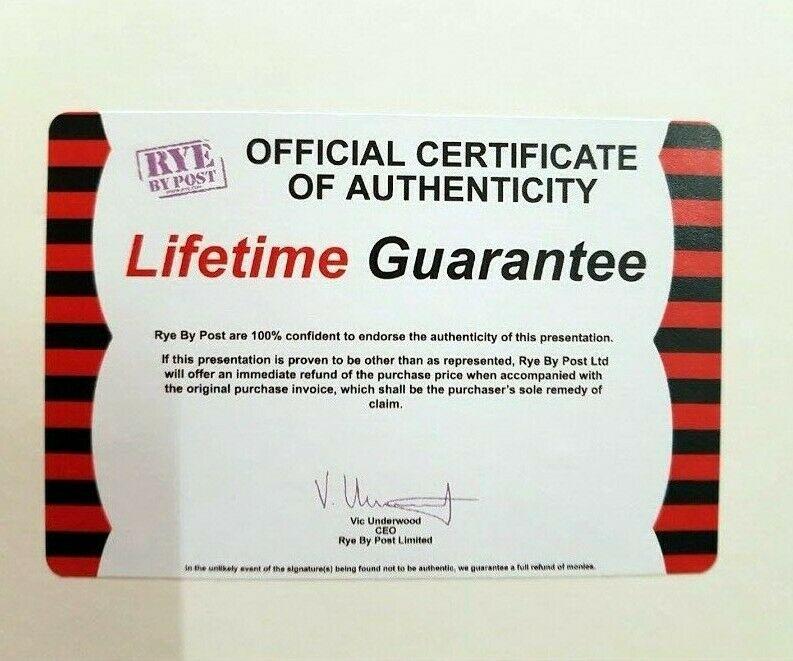 RYE
BY POST
OFFICIAL CERTIFICATE
OF AUTHENTICITY
Lifetime Guarantee
Rye By Post are 100% confident to endorse the authenticity of this presentation.
If this presentation is proven to be other than as represented, Rye By Post Ltd
will offer an immediate refund of the purchase price when accompanied with
the original purchase invoice, which shall be the purchaser's sole remedy of
claim.
V. Underwood
Vic Underwood
CEO
Rye By Post Limited
In the unlikely event of the signature(s) being found not to be authentic, we guarantee a full refund of monies.